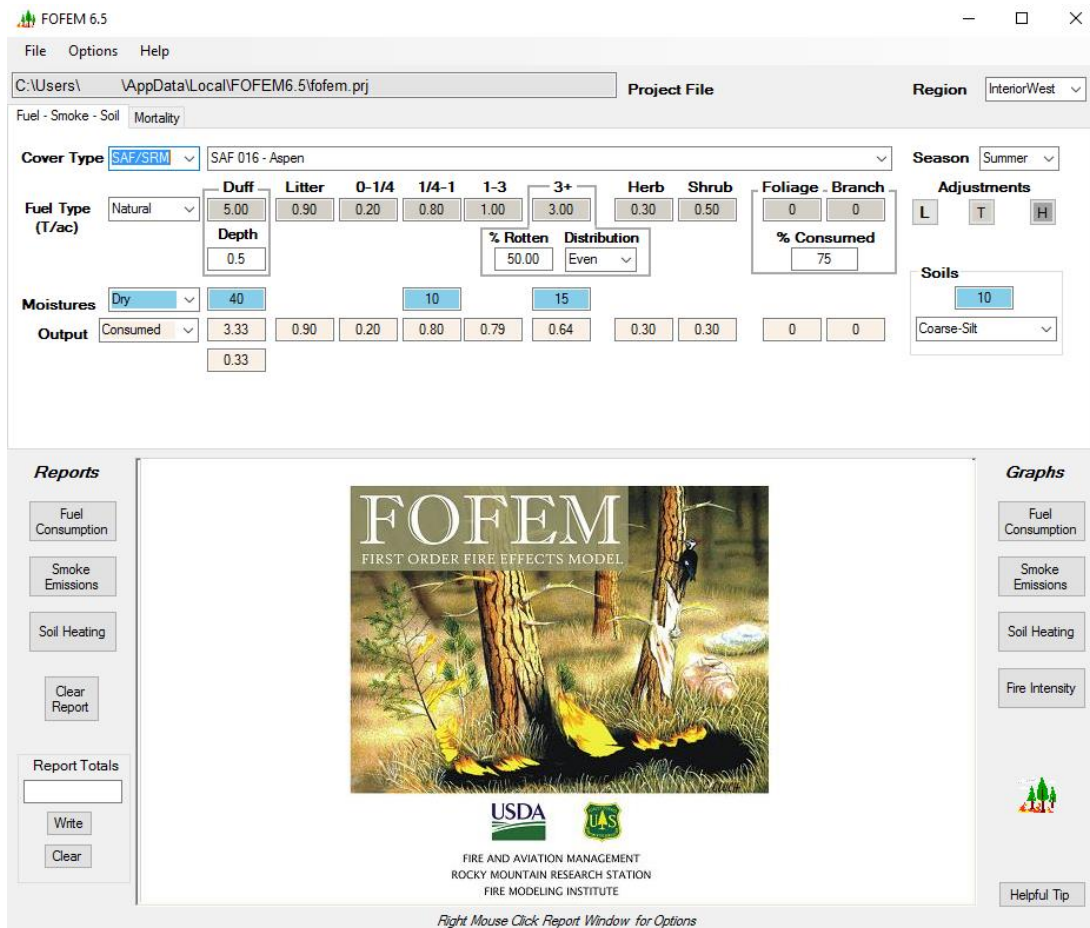 FOFEM 6.5
File Options Help
C:\Users\ \AppData\Local\FOFEM6.5\fofem.prj Project File Region InteriorWest
Fuel - Smoke - Soil Mortality
Cover Type SAF/SRM SAF 016 - Aspen Season Summer
Duff Litter 0-1/4 1/4-1 1-3 3+ Herb Shrub Foliage Branch Adjustments
Fuel Type Natural 5.00 0.90 0.20 0.80 1.00 3.00 0.30 0.50 0 0 L T H
(T/ac) Depth % Rotten Distribution % Consumed
0.5 50.00 Even 75
Soils
Moistures Dry 40 10 15 10
Output Consumed 3.33 0.90 0.20 0.80 0.79 0.64 0.30 0.30 0 0 Coarse-Silt
0.33
Reports
Fuel
Consumption
Smoke
Emissions
Soil Heating
Clear
Report
Report Totals
Write
Clear
FOFEM
FIRST ORDER FIRE EFFECTS MODEL
USDA
U S
FIRE AND AVIATION MANAGEMENT
ROCKY MOUNTAIN RESEARCH STATION
FIRE MODELING INSTITUTE
Graphs
Fuel
Consumption
Smoke
Emissions
Soil Heating
Fire Intensity
Helpful Tip
Right Mouse Click Report Window for Options